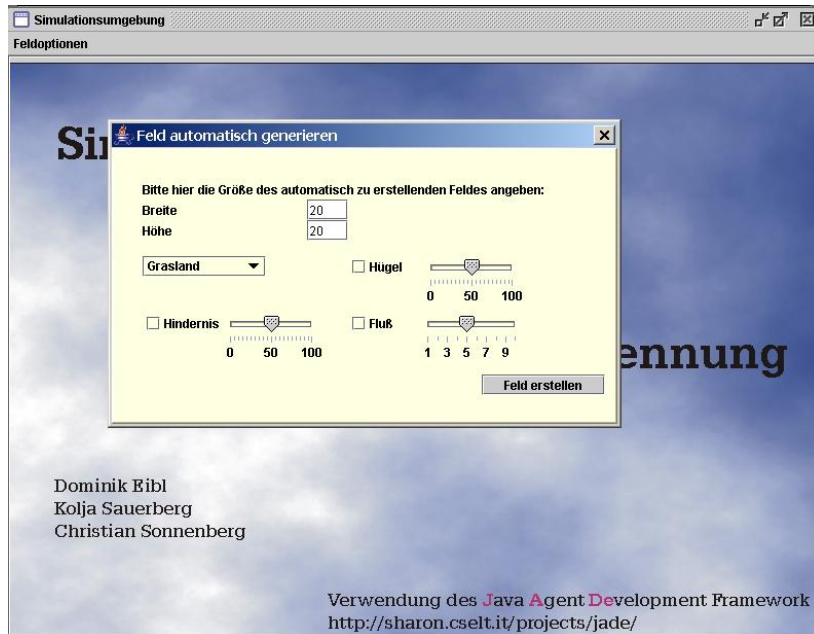 Simulationsumgebung
Feldoptionen
Feld automatisch generieren
Bitte hier die Größe des automatisch zu erstellenden Feldes angeben:
Breite 20
Höhe 20
Grasland
Hügel
0 50 100
Hindernis
0 50 100
Fluß
1 3 5 7 9
Feld erstellen
Dominik Eibl
Kolja Sauerberg
Christian Sonnenberg
Verwendung des Java Agent Development Framework
http://sharon.cselt.it/projects/jade/